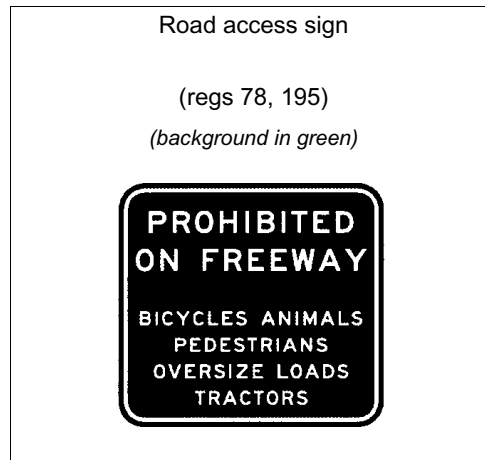 Road access sign
(regs 78, 195)
(background in green)
PROHIBITED
ON FREEWAY
BICYCLES ANIMALS
PEDESTRIANS
OVERSIZE LOADS
TRACTORS